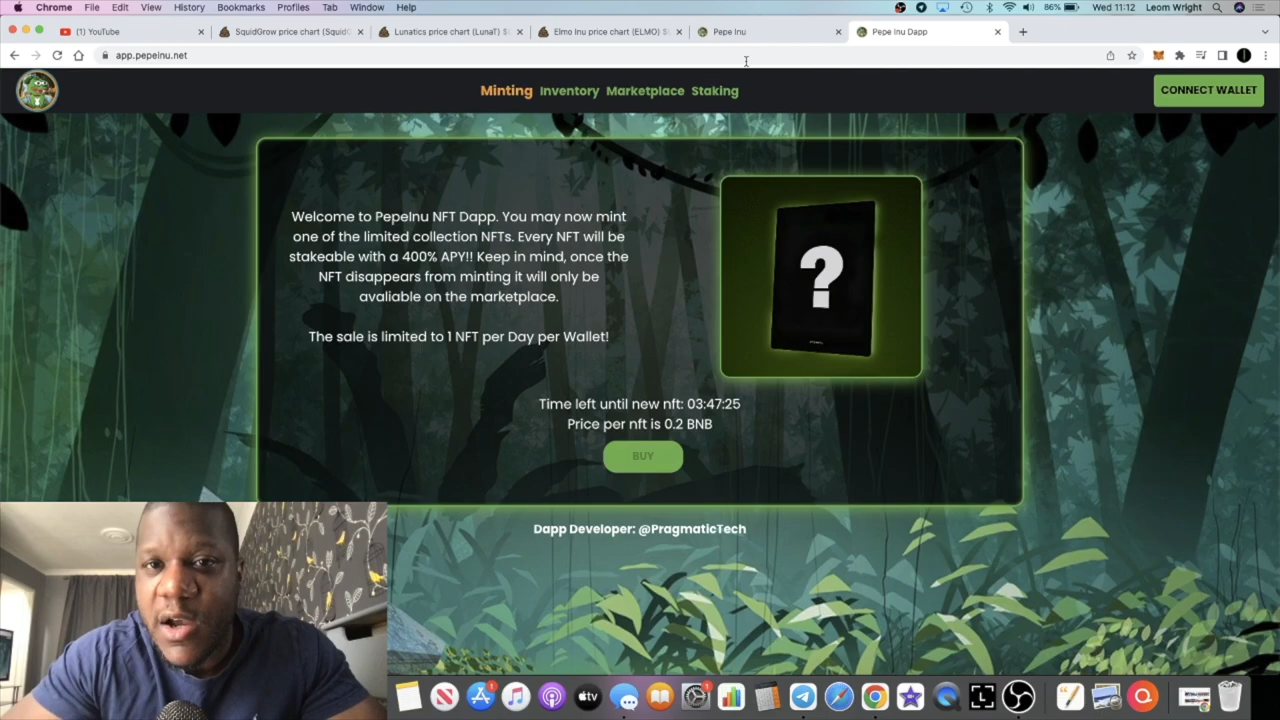 Chrome File Edit View History Bookmarks Profiles Tab Window Help
86% Wed 11:12 Leom Wright
(1) YouTube
SquidGrow price chart (SquidG
Lunatics price chart (LunaT) $L
Elmo Inu price chart (ELMO) $
Pepe Inu
Pepe Inu Dapp
app.pepeinu.net
Minting Inventory Marketplace Staking
CONNECT WALLET
Welcome to PepeInu NFT Dapp. You may now mint
one of the limited collection NFTs. Every NFT will be
stakeable with a 400% APY!! Keep in mind, once the
NFT disappears from minting it will only be
avaliable on the marketplace.
The sale is limited to 1 NFT per Day per Wallet!
?
Time left until new nft: 03:47:25
Price per nft is 0.2 BNB
BUY
Dapp Developer: @PragmaticTech
tv